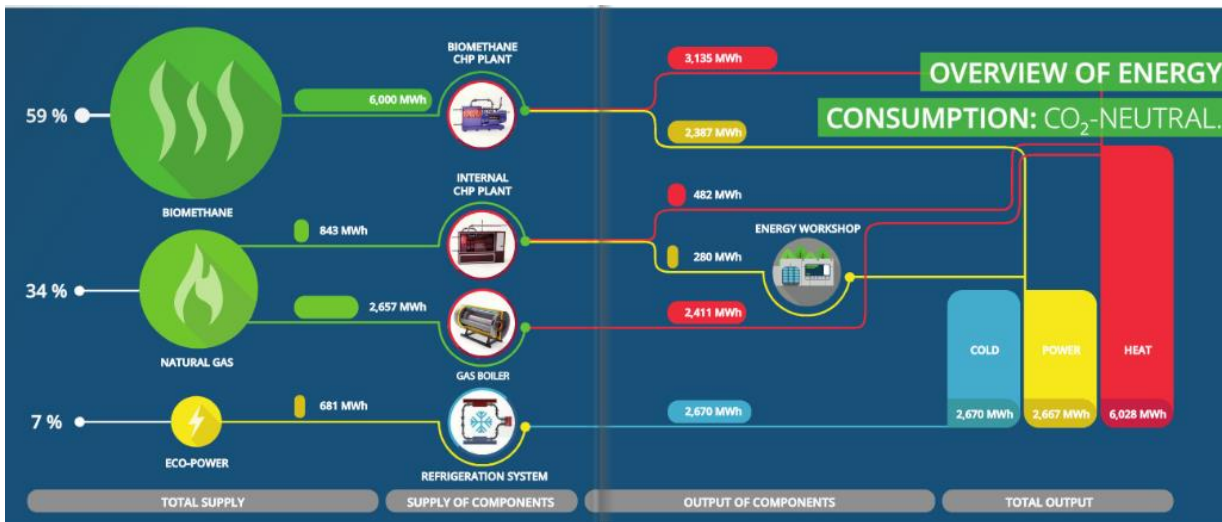 OVERVIEW OF ENERGY
CONSUMPTION: CO₂-NEUTRAL.
59 %
BIOMETHANE
6,000 MWh
BIOMETHANE
CHP PLANT
3,135 MWh
2,387 MWh
34 %
NATURAL GAS
843 MWh
INTERNAL
CHP PLANT
482 MWh
280 MWh
ENERGY WORKSHOP
2,657 MWh
GAS BOILER
2,411 MWh
7 %
ECO-POWER
681 MWh
REFRIGERATION SYSTEM
2,670 MWh
COLD
2,670 MWh
POWER
2,667 MWh
HEAT
6,028 MWh
TOTAL SUPPLY
SUPPLY OF COMPONENTS
OUTPUT OF COMPONENTS
TOTAL OUTPUT